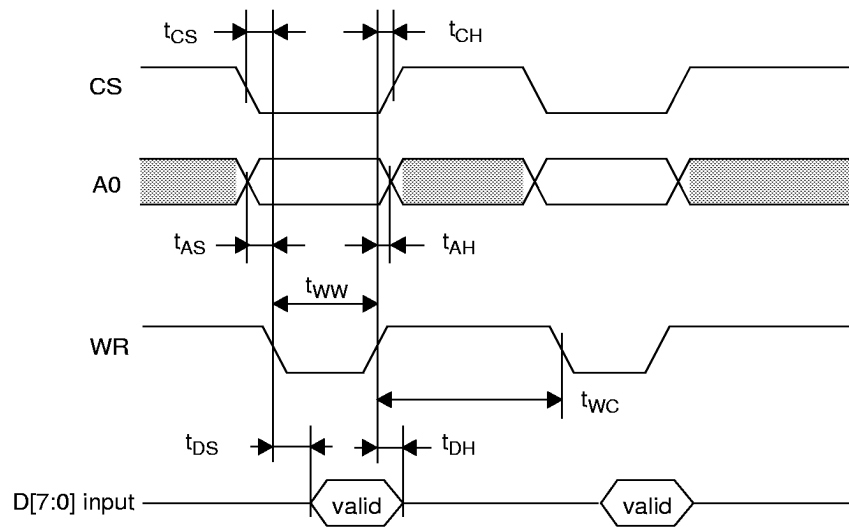 tCS
tCH
CS
A0
tAS
tAH
tWW
WR
tWC
tDS
tDH
D[7:0] input
valid
valid